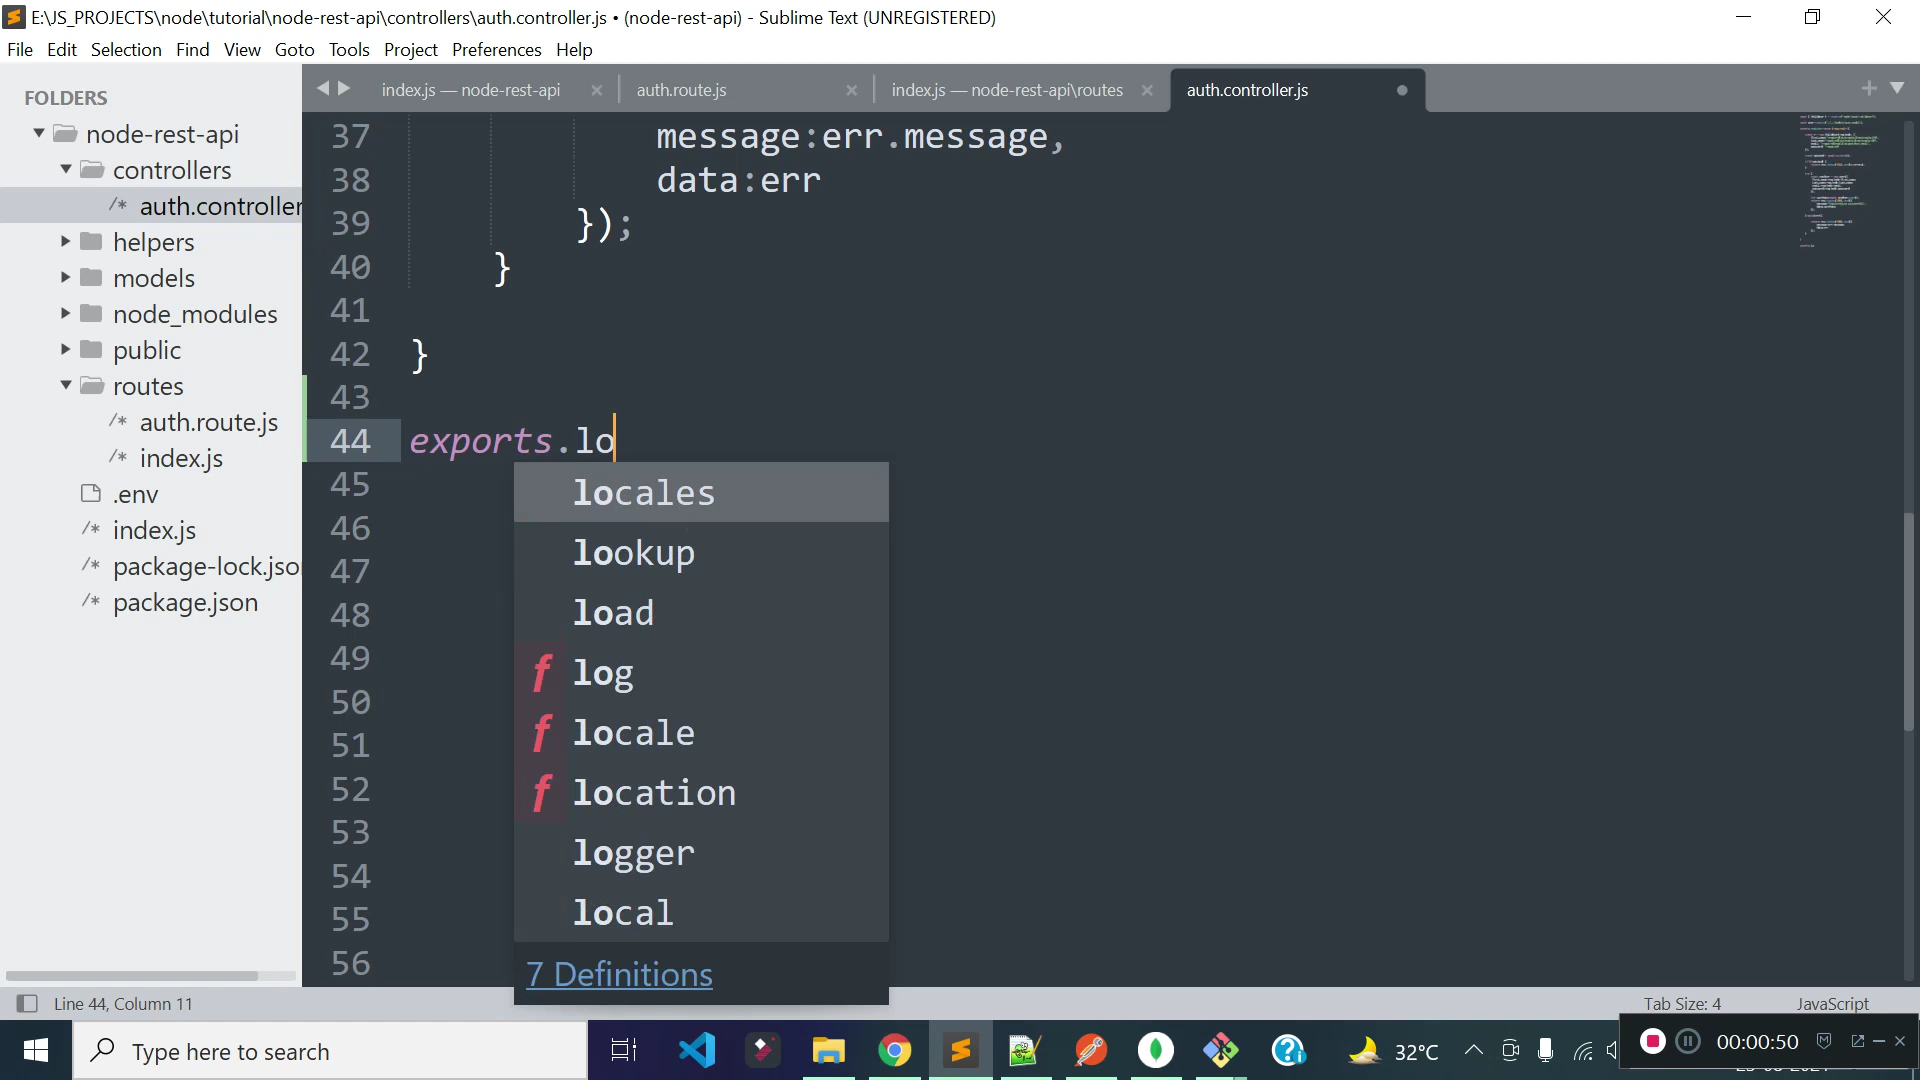 E:\JS_PROJECTS\node\tutorial\node-rest-api\controllers\auth.controller.js • (node-rest-api) - Sublime Text (UNREGISTERED)
File Edit Selection Find View Goto Tools Project Preferences Help
FOLDERS
node-rest-api
controllers
/* auth.controller
helpers
models
node_modules
public
routes
/* auth.route.js
/* index.js
.env
/* index.js
/* package-lock.jso
/* package.json
index.js — node-rest-api
auth.route.js
index.js — node-rest-api\routes
auth.controller.js
37 message:err.message,
38 data:err
39 });
40 }
41
42 }
43
44 exports.lo
45
46
47
48
49
50
51
52
53
54
55
56
locales
lookup
load
f log
f locale
f location
logger
local
7 Definitions
Line 44, Column 11
Tab Size: 4
JavaScript
Type here to search
32°C
00:00:50